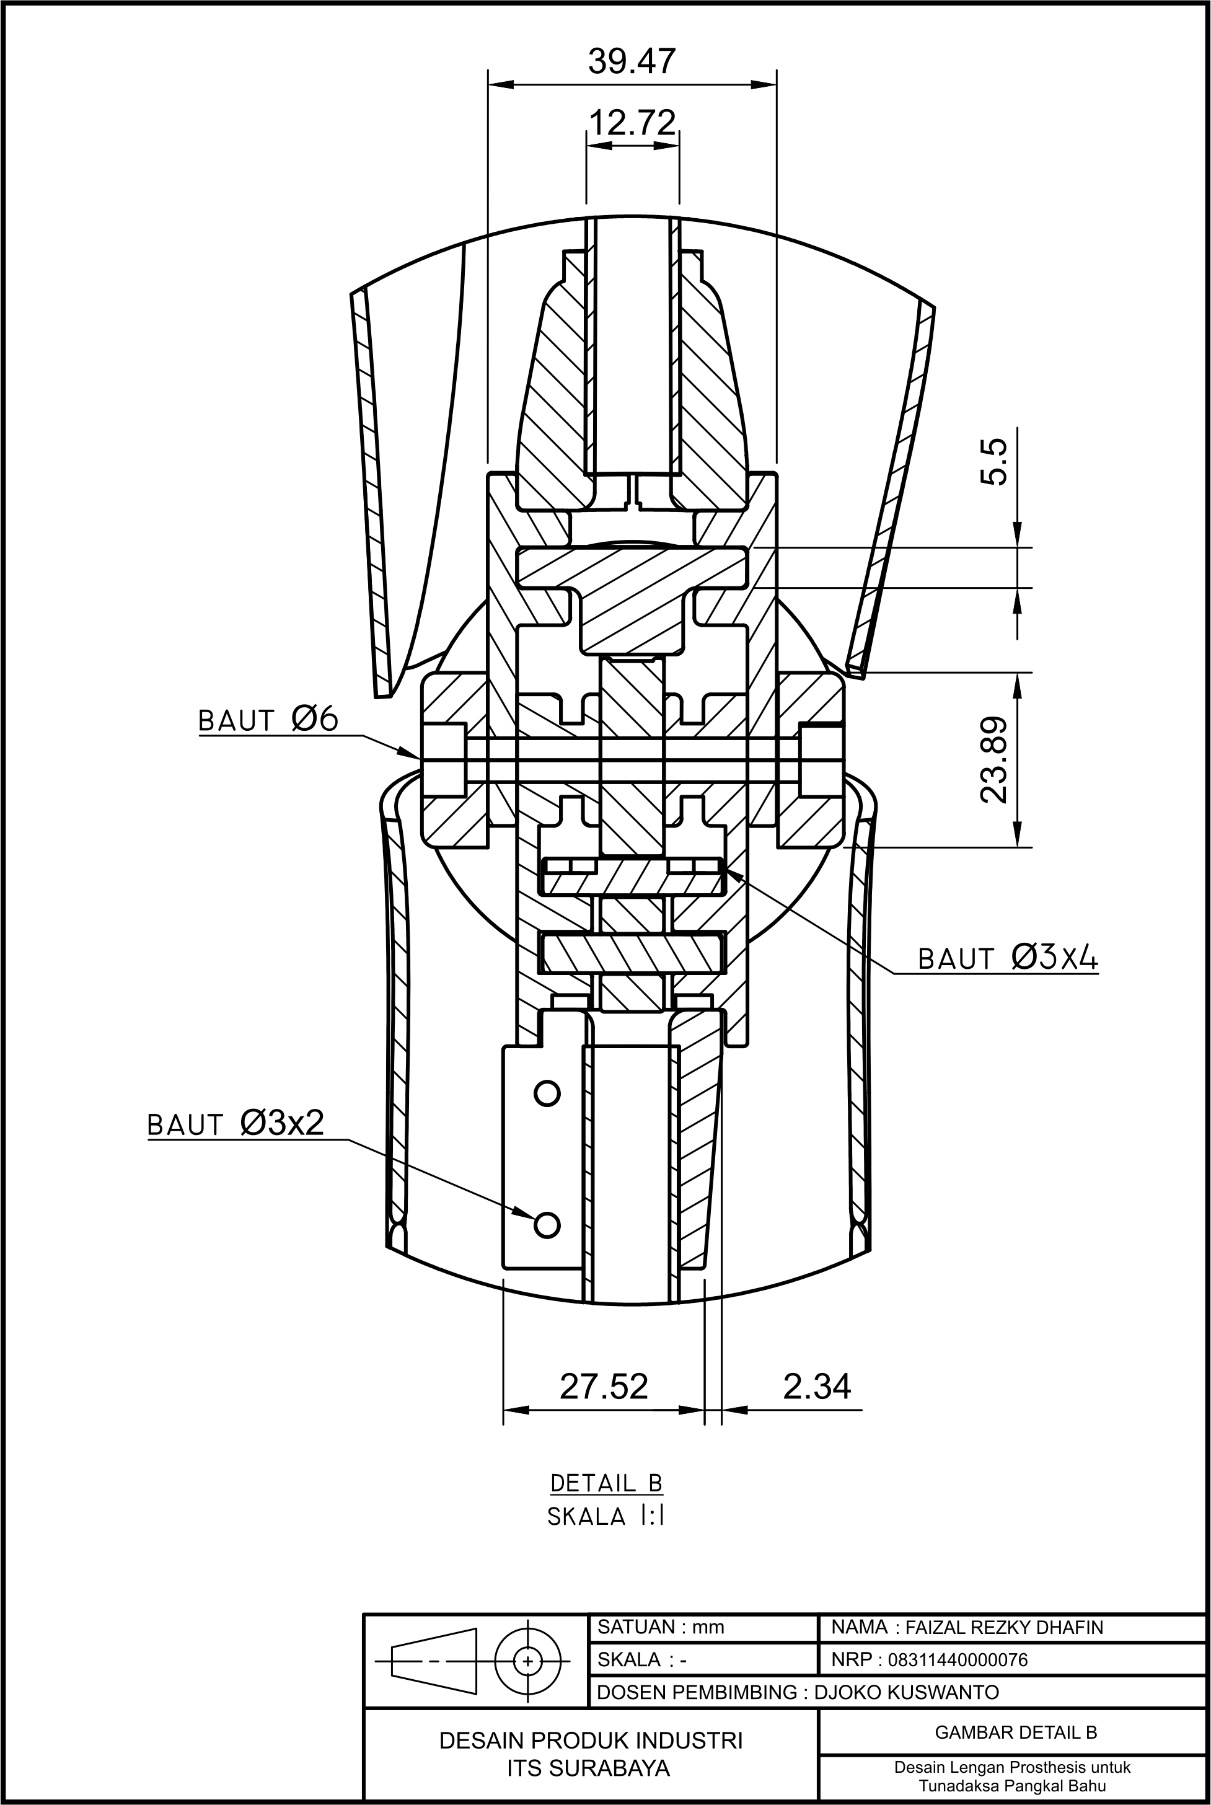 39.47
12.72
5.5
BAUT Ø6
23.89
BAUT Ø3X4
BAUT Ø3x2
27.52
2.34
DETAIL B
SKALA 1:1
SATUAN : mm
NAMA : FAIZAL REZKY DHAFIN
SKALA : -
NRP : 08311440000076
DOSEN PEMBIMBING : DJOKO KUSWANTO
DESAIN PRODUK INDUSTRI
ITS SURABAYA
GAMBAR DETAIL B
Desain Lengan Prosthesis untuk
Tunadaksa Pangkal Bahu